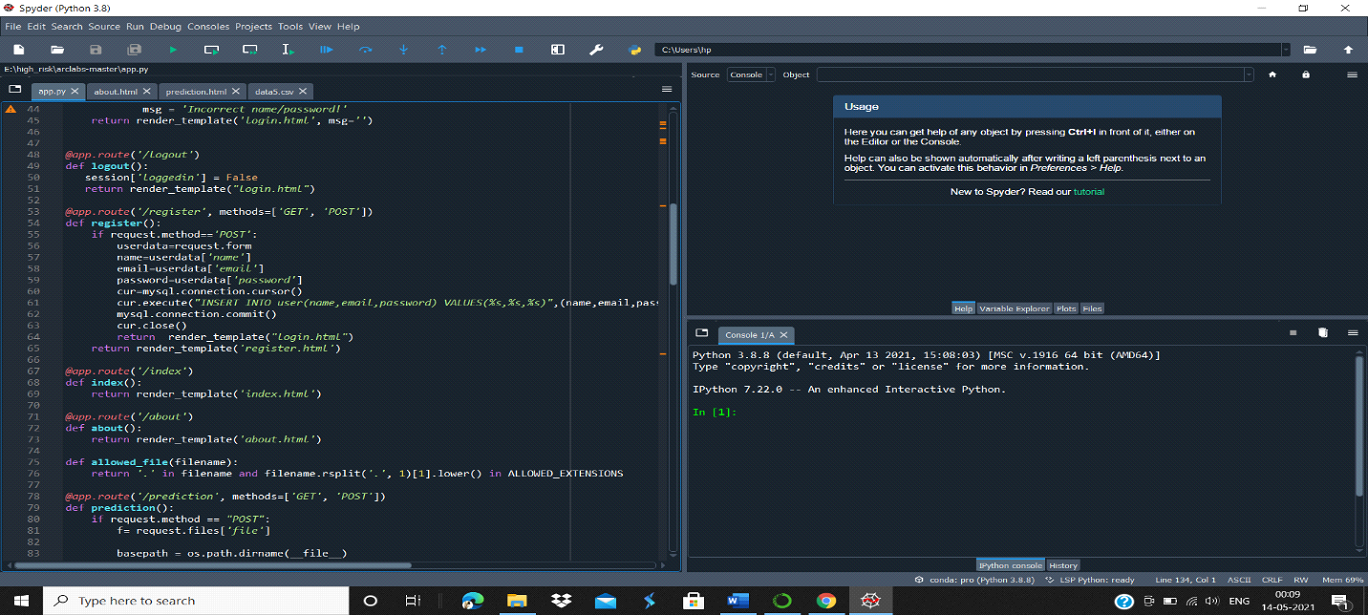 Spyder (Python 3.8)
File Edit Search Source Run Debug Consoles Projects Tools View Help
C:\Users\hp
E:\high_risk\arclabs-master\app.py
app.py about.html prediction.html data5.csv
44 msg = 'Incorrect name/password!'
45 return render_template('login.html', msg='')
46
47
48 @app.route('/logout')
49 def logout():
50 session['loggedin'] = False
51 return render_template("login.html")
52
53 @app.route('/register', methods=['GET', 'POST'])
54 def register():
55 if request.method=='POST':
56 userdata=request.form
57 name=userdata['name']
58 email=userdata['email']
59 password=userdata['password']
60 cur=mysql.connection.cursor()
61 cur.execute("INSERT INTO user(name,email,password) VALUES(%s,%s,%s)",(name,email,pas
62 mysql.connection.commit()
63 cur.close()
64 return render_template("login.html")
65 return render_template('register.html')
66
67 @app.route('/index')
68 def index():
69 return render_template('index.html')
70
71 @app.route('/about')
72 def about():
73 return render_template('about.html')
74
75 def allowed_file(filename):
76 return '.' in filename and filename.rsplit('.', 1)[1].lower() in ALLOWED_EXTENSIONS
77
78 @app.route('/prediction', methods=['GET', 'POST'])
79 def prediction():
80 if request.method == "POST":
81 f= request.files['file']
82
83 basepath = os.path.dirname(__file__)
Source Console Object
Usage
Here you can get help of any object by pressing Ctrl+I in front of it, either on
the Editor or the Console.
Help can also be shown automatically after writing a left parenthesis next to an
object. You can activate this behavior in Preferences > Help.
New to Spyder? Read our tutorial
Help Variable Explorer Plots Files
Console 1/A
Python 3.8.8 (default, Apr 13 2021, 15:08:03) [MSC v.1916 64 bit (AMD64)]
Type "copyright", "credits" or "license" for more information.
IPython 7.22.0 -- An enhanced Interactive Python.
In [1]:
IPython console History
conda: pro (Python 3.8.8) LSP Python: ready Line 134, Col 1 ASCII CRLF RW Mem 69%
Type here to search
ENG
00:09
14-05-2021
1